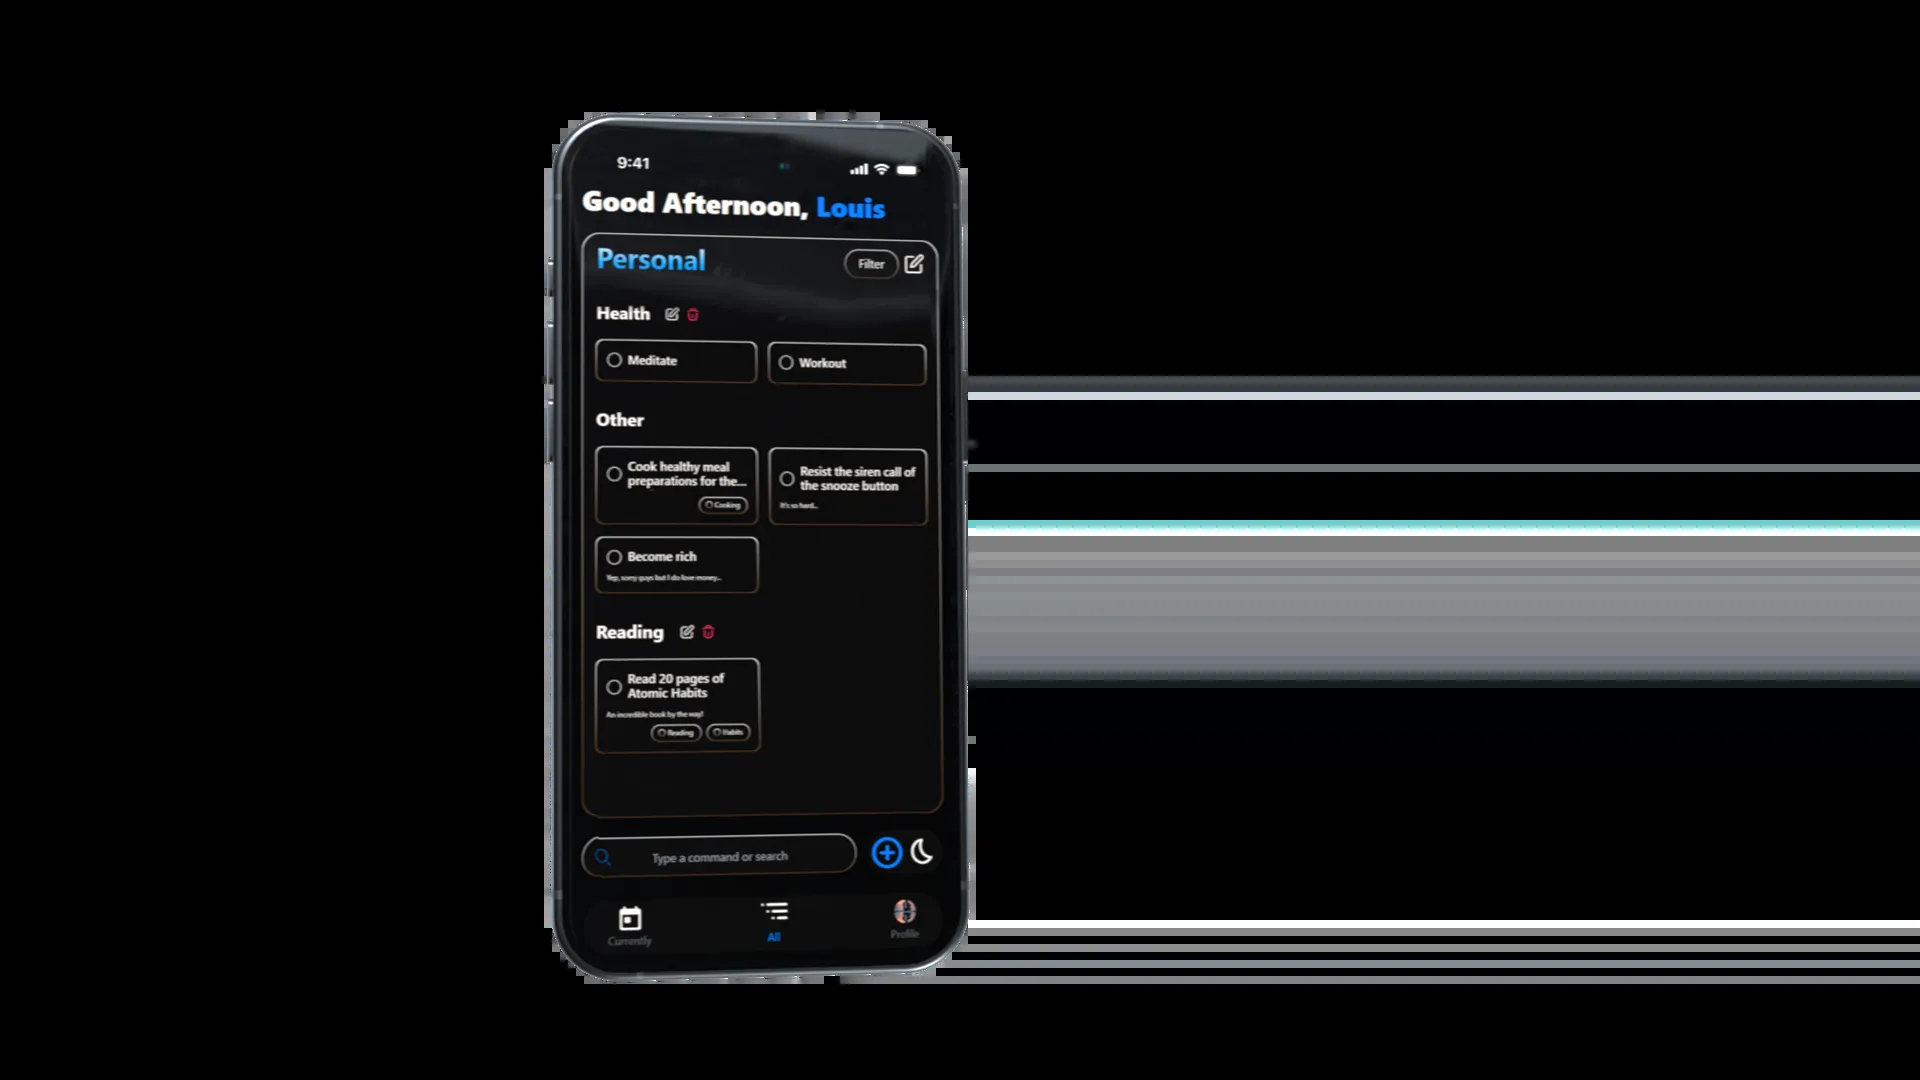 9:41
Good Afternoon, Louis
Personal
Filter
Health
Meditate
Workout
Other
Cook healthy meal
preparations for the...
Cooking
Resist the siren call of
the snooze button
It's so hard...
Become rich
Yep, sorry guys but I do love money...
Reading
Read 20 pages of
Atomic Habits
An incredible book by the way!
Reading
Habits
Type a command or search
Currently
All
Profile